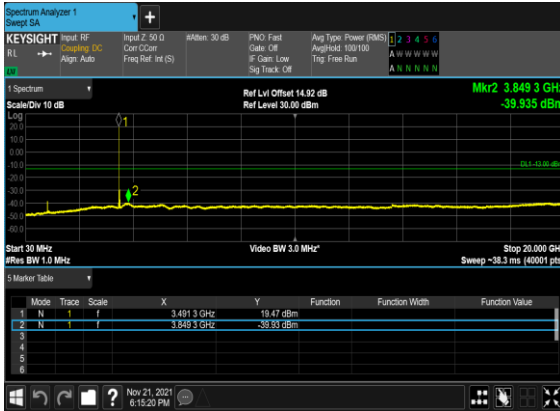 Spectrum Analyzer 1
Swept SA
+
KEYSIGHT Input: RF Input Z: 50 Ω #Atten: 30 dB PNO: Fast Avg Type: Power (RMS) 1 2 3 4 5 6
RL Coupling: DC Corr CCorr Gate: Off Avg|Hold: 100/100 A W W W W W
Align: Auto Freq Ref: Int (S) IF Gain: Low Trig: Free Run
Sig Track: Off A N N N N N
1 Spectrum Ref Lvl Offset 14.92 dB Mkr2 3.849 3 GHz
Scale/Div 10 dB Ref Level 30.00 dBm -39.935 dBm
Log
20.0
10.0
0.00
-10.0
-20.0
-30.0
-40.0
-50.0
-60.0
1
2
DL1 -13.00 dBm
Start 30 MHz Video BW 3.0 MHz* Stop 20.000 GHz
#Res BW 1.0 MHz Sweep ~38.3 ms (40001 pts)
5 Marker Table
Mode Trace Scale X Y Function Function Width Function Value
1 N 1 f 3.491 3 GHz 19.47 dBm
2 N 1 f 3.849 3 GHz -39.93 dBm
3
4
5
6
? Nov 21, 2021
6:15:20 PM